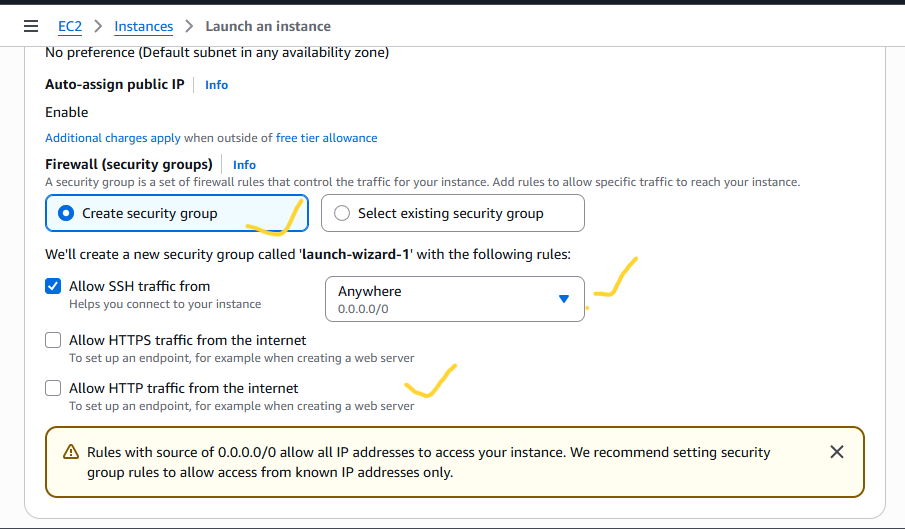 EC2 > Instances > Launch an instance
No preference (Default subnet in any availability zone)
Auto-assign public IP | Info
Enable
Additional charges apply when outside of free tier allowance
Firewall (security groups) | Info
A security group is a set of firewall rules that control the traffic for your instance. Add rules to allow specific traffic to reach your instance.
Create security group
Select existing security group
We'll create a new security group called 'launch-wizard-1' with the following rules:
Allow SSH traffic from
Helps you connect to your instance
Anywhere
0.0.0.0/0
Allow HTTPS traffic from the internet
To set up an endpoint, for example when creating a web server
Allow HTTP traffic from the internet
To set up an endpoint, for example when creating a web server
Rules with source of 0.0.0.0/0 allow all IP addresses to access your instance. We recommend setting security
group rules to allow access from known IP addresses only.